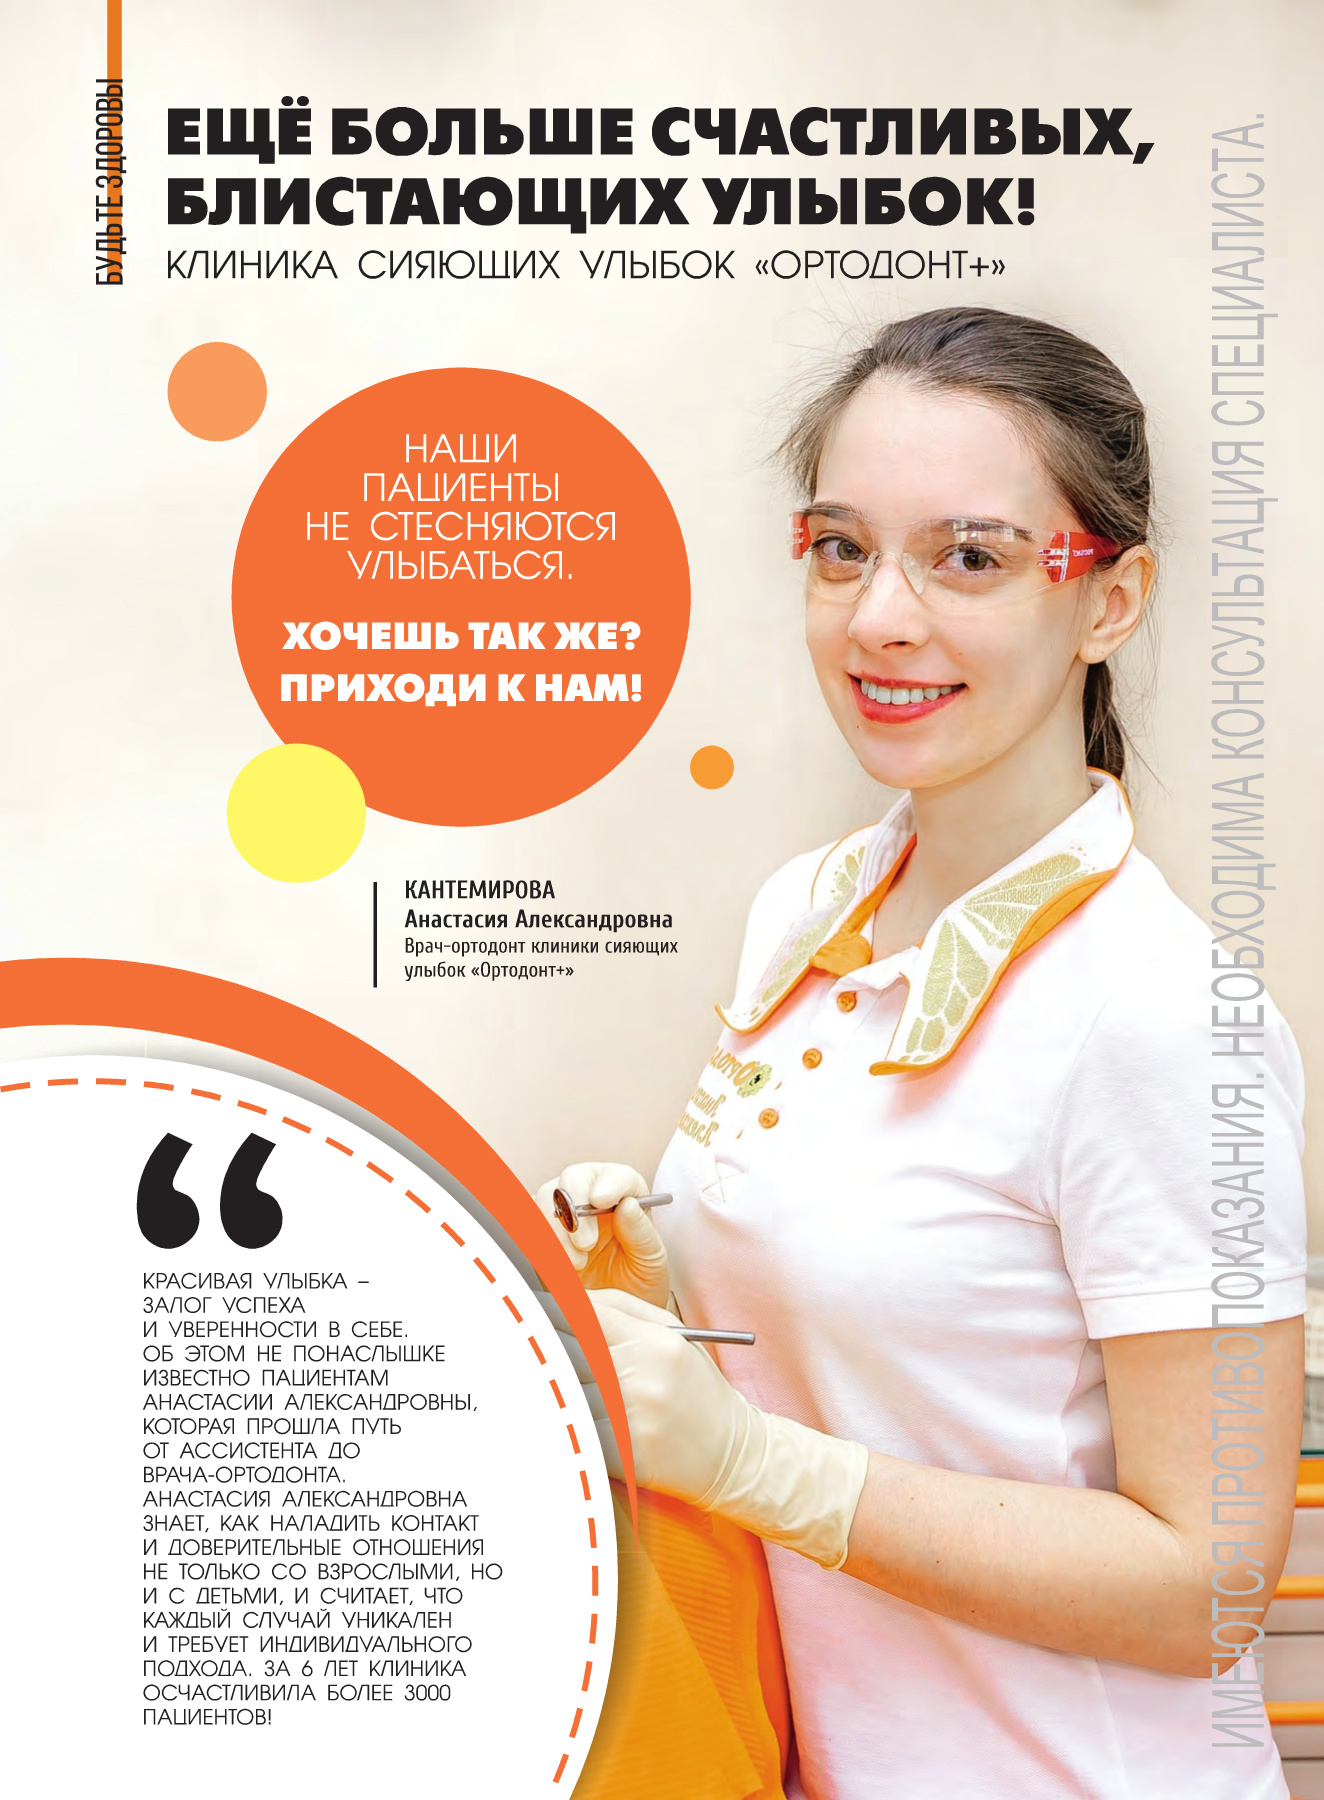 БУДЬТЕ ЗДОРОВЫ
ЕЩЁ БОЛЬШЕ СЧАСТЛИВЫХ,
БЛИСТАЮЩИХ УЛЫБОК!
КЛИНИКА СИЯЮЩИХ УЛЫБОК «ОРТОДОНТ+»
НАШИ
ПАЦИЕНТЫ
НЕ СТЕСНЯЮТСЯ
УЛЫБАТЬСЯ.
ХОЧЕШЬ ТАК ЖЕ?
ПРИХОДИ К НАМ!
КАНТЕМИРОВА
Анастасия Александровна
Врач-ортодонт клиники сияющих
улыбок «Ортодонт+»
“
КРАСИВАЯ УЛЫБКА –
ЗАЛОГ УСПЕХА
И УВЕРЕННОСТИ В СЕБЕ.
ОБ ЭТОМ НЕ ПОНАСЛЫШКЕ
ИЗВЕСТНО ПАЦИЕНТАМ
АНАСТАСИИ АЛЕКСАНДРОВНЫ,
КОТОРАЯ ПРОШЛА ПУТЬ
ОТ АССИСТЕНТА ДО
ВРАЧА-ОРТОДОНТА.
АНАСТАСИЯ АЛЕКСАНДРОВНА
ЗНАЕТ, КАК НАЛАДИТЬ КОНТАКТ
И ДОВЕРИТЕЛЬНЫЕ ОТНОШЕНИЯ
НЕ ТОЛЬКО СО ВЗРОСЛЫМИ, НО
И С ДЕТЬМИ, И СЧИТАЕТ, ЧТО
КАЖДЫЙ СЛУЧАЙ УНИКАЛЕН
И ТРЕБУЕТ ИНДИВИДУАЛЬНОГО
ПОДХОДА. ЗА 6 ЛЕТ КЛИНИКА
ОСЧАСТЛИВИЛА БОЛЕЕ 3000
ПАЦИЕНТОВ!
ИМЕЮТСЯ ПРОТИВОПОКАЗАНИЯ. НЕОБХОДИМА КОНСУЛЬТАЦИЯ СПЕЦИАЛИСТА.